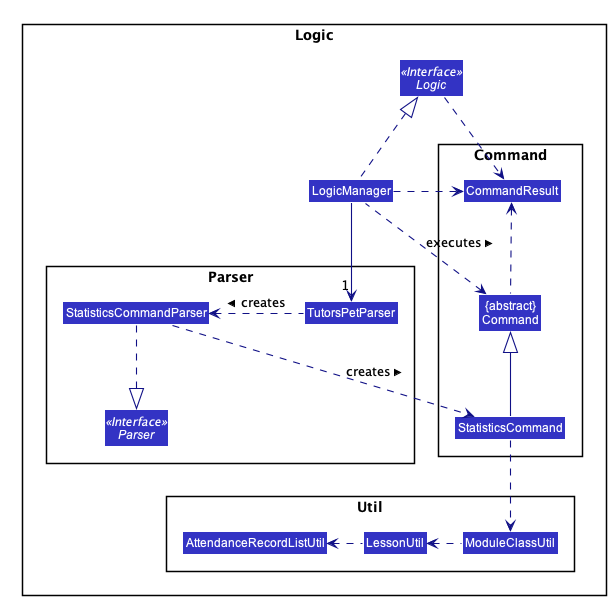 Logic
«Interface»
Logic
Command
LogicManager
CommandResult
executes ►
Parser
1
◄ creates
StatisticsCommandParser
TutorsPetParser
{abstract}
Command
creates ►
«Interface»
Parser
StatisticsCommand
Util
AttendanceRecordListUtil
LessonUtil
ModuleClassUtil